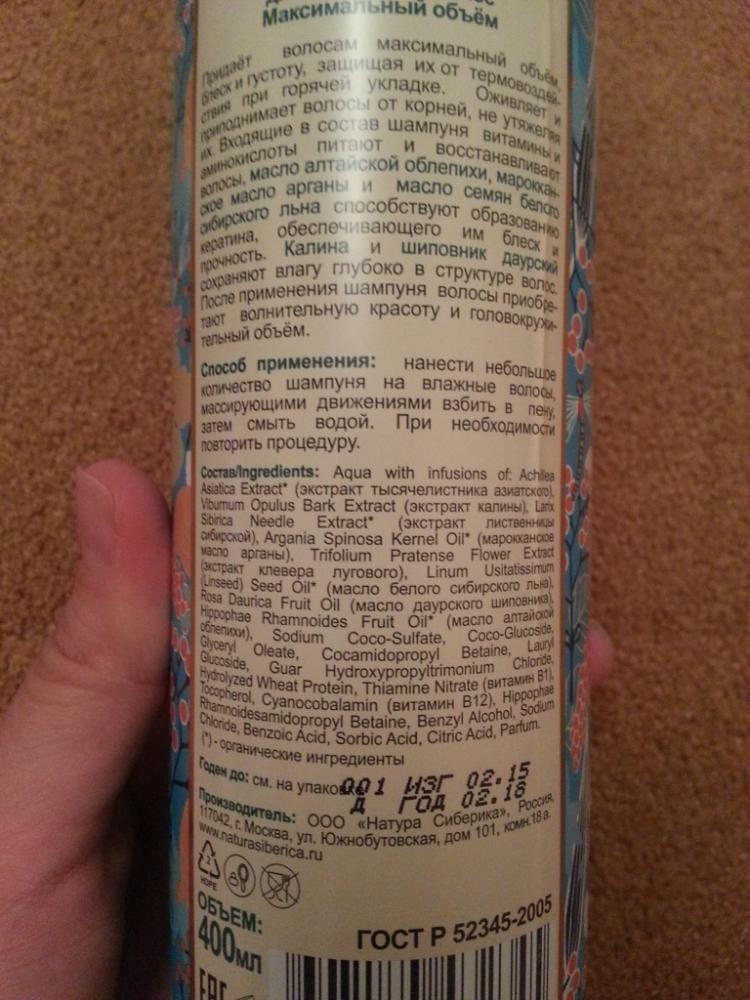 Максимальный объём
Придаёт волосам максимальный объём,
блеск и густоту, защищая их от термовоздей-
ствия при горячей укладке. Оживляет и
приподнимает волосы от корней, не утяжеляя
их. Входящие в состав шампуня витамины и
аминокислоты питают и восстанавливают
волосы, масло алтайской облепихи, мароккан-
ское масло арганы и масло семян белого
сибирского льна способствуют образованию
кератина, обеспечивающего им блеск и
прочность. Калина и шиповник даурский
сохраняют влагу глубоко в структуре волос.
После применения шампуня волосы приобре-
тают волнительную красоту и головокружи-
тельный объём.
Способ применения: нанести небольшое
количество шампуня на влажные волосы,
массирующими движениями взбить в пену,
затем смыть водой. При необходимости
повторить процедуру.
Состав/Ingredients: Aqua with infusions of: Achillea
Asiatica Extract* (экстракт тысячелистника азиатского),
Viburnum Opulus Bark Extract (экстракт калины), Larix
Sibirica Needle Extract* (экстракт лиственницы
сибирской), Argania Spinosa Kernel Oil* (марокканское
масло арганы), Trifolium Pratense Flower Extract
(экстракт клевера лугового), Linum Usitatissimum
(Linseed) Seed Oil* (масло белого сибирского льна),
Rosa Daurica Fruit Oil (масло даурского шиповника),
Hippophae Rhamnoides Fruit Oil* (масло алтайской
облепихи), Sodium Coco-Sulfate, Coco-Glucoside,
Glyceryl Oleate, Cocamidopropyl Betaine, Lauryl
Glucoside, Guar Hydroxypropyltrimonium Chloride,
Hydrolyzed Wheat Protein, Thiamine Nitrate (витамин В1),
Tocopherol, Cyanocobalamin (витамин В12), Hippophae
Rhamnoidesamidopropyl Betaine, Benzyl Alcohol, Sodium
Chloride, Benzoic Acid, Sorbic Acid, Citric Acid, Parfum.
(*) - органические ингредиенты
Годен до: см. на упаковке
001 ИЗГ 02.15
Д ГОД 02.18
Производитель: ООО «Натура Сиберика», Россия,
117042, г. Москва, ул. Южнобутовская, дом 101, комн.18а.
www.naturasiberica.ru
2
HDPE
ОБЪЕМ:
400мл
ГОСТ Р 52345-2005
EAC